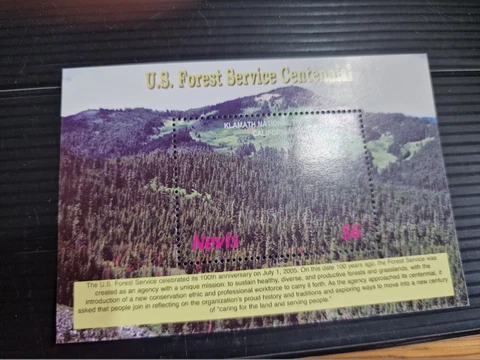 U.S. Forest Service Centennial
KLAMATH NATIONAL
CALIFORNIA
Nevis $6
The U.S. Forest Service celebrated its 100th anniversary on July 1, 2005. On this date 100 years ago, the Forest Service was
created as an agency with a unique mission: to sustain healthy, diverse, and productive forests and grasslands, with the
introduction of a new conservation ethic and professional workforce to carry it forth. As the agency approached its centennial, it
asked that people join in reflecting on the organization's proud history and traditions and exploring ways to move into a new century
of "caring for the land and serving people."